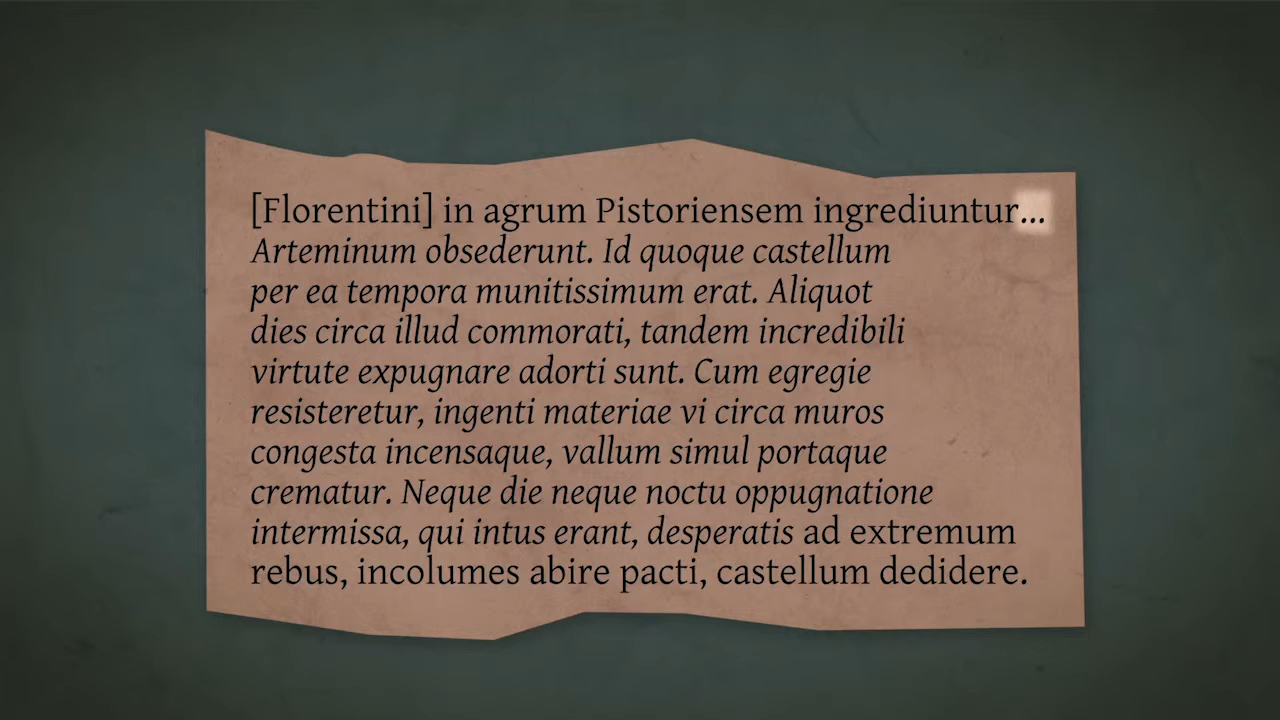 [Florentini] in agrum Pistoriensem ingrediuntur...
Arteminum obsederunt. Id quoque castellum
per ea tempora munitissimum erat. Aliquot
dies circa illud commorati, tandem incredibili
virtute expugnare adorti sunt. Cum egregie
resisteretur, ingenti materiae vi circa muros
congesta incensaque, vallum simul portaque
crematur. Neque die neque noctu oppugnatione
intermissa, qui intus erant, desperatis ad extremum
rebus, incolumes abire pacti, castellum dedidere.